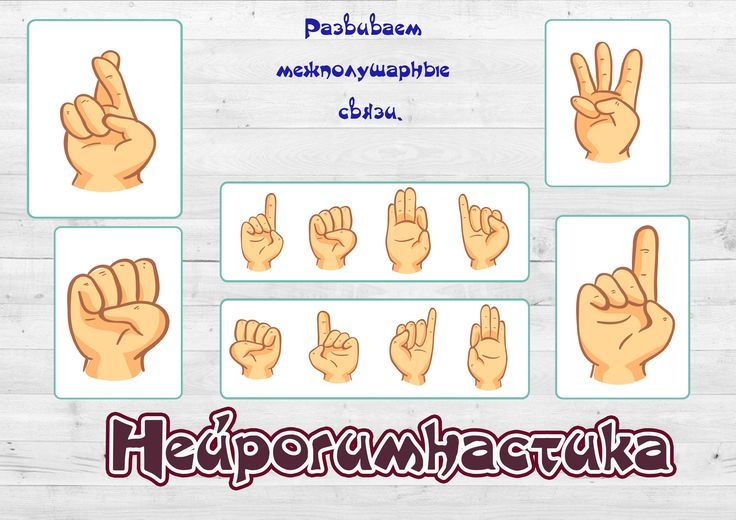 Развиваем
межполушарные
связи.
Нейрогимнастика